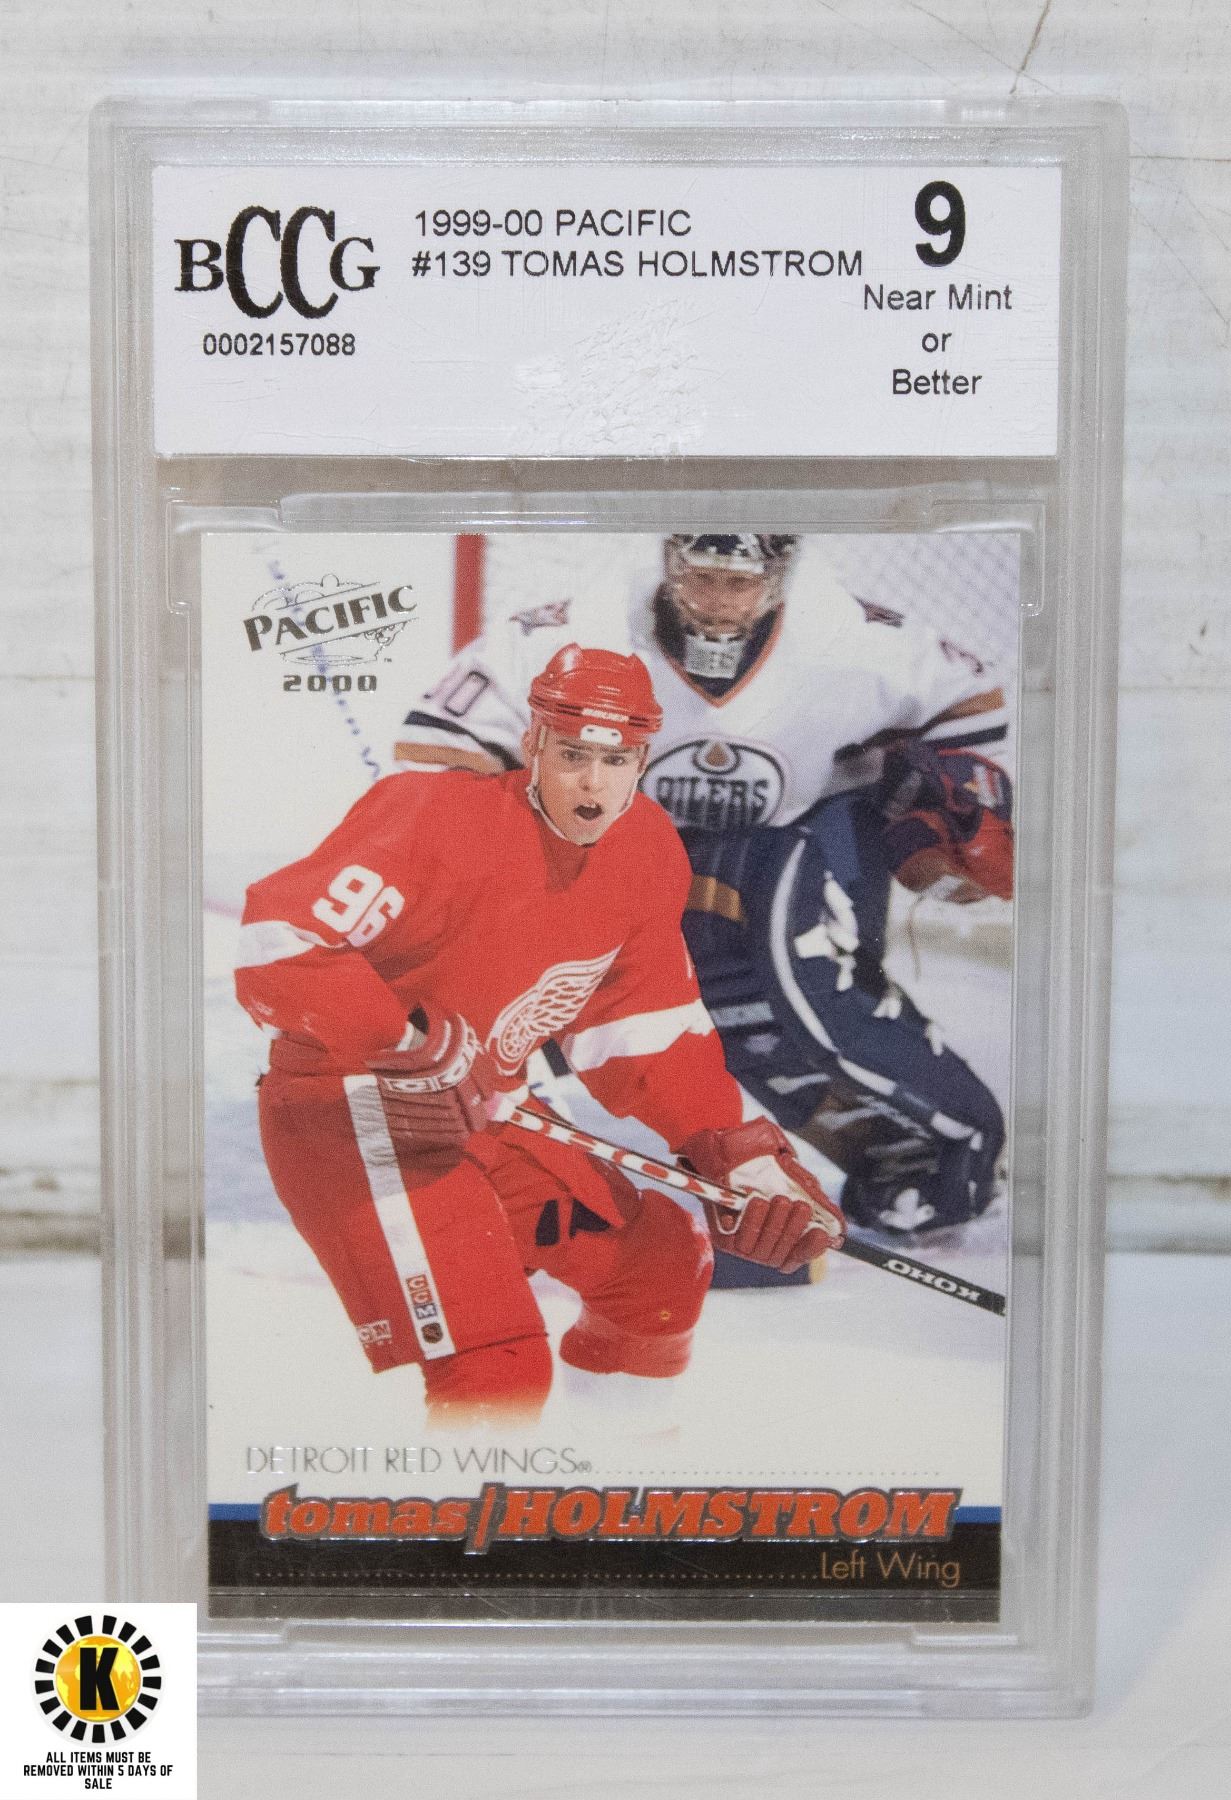 BCCG
0002157088
1999-00 PACIFIC
#139 TOMAS HOLMSTROM
9
Near Mint
or
Better
PACIFIC
2000
BAUER
OILERS
96
KOHO
CCM
DETROIT RED WINGS®
tomas/HOLMSTROM
Left Wing
K
ALL ITEMS MUST BE
REMOVED WITHIN 5 DAYS OF
SALE